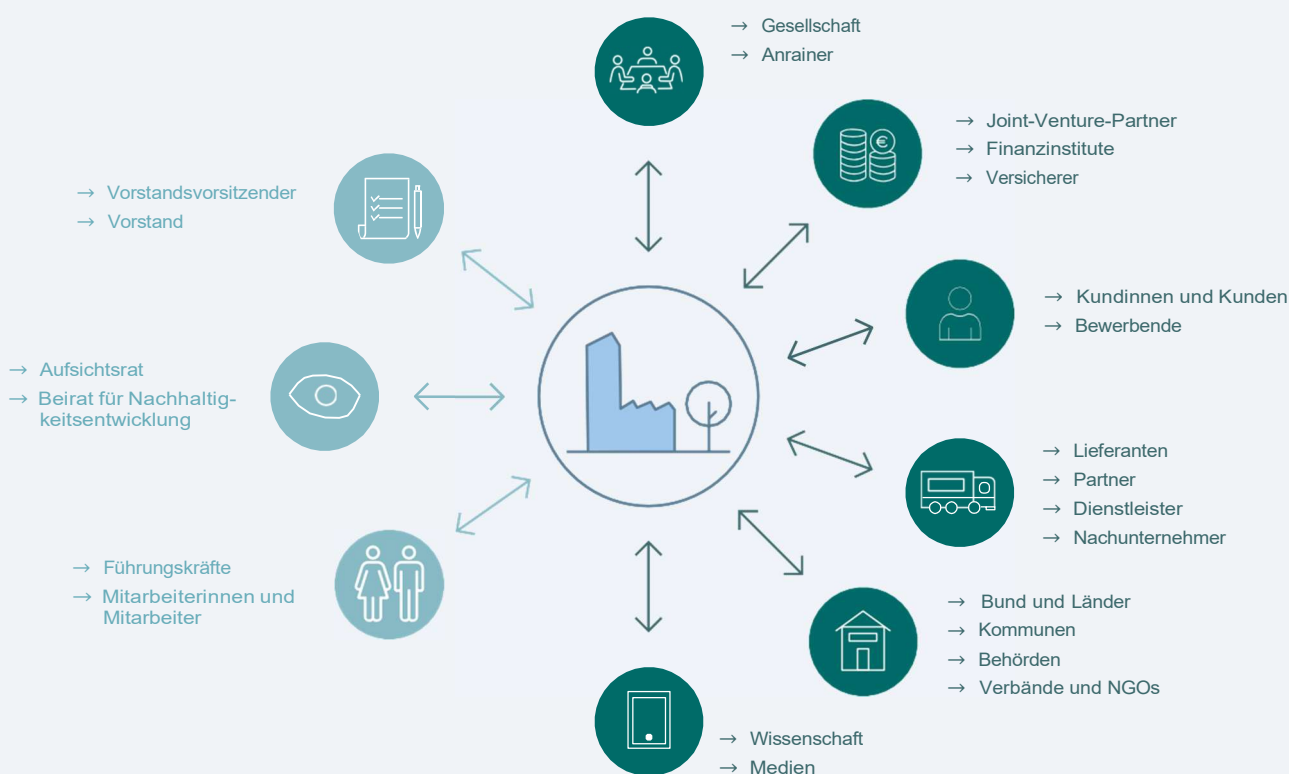 → Gesellschaft
→ Anrainer
→ Joint-Venture-Partner
→ Finanzinstitute
→ Versicherer
→ Kundinnen und Kunden
→ Bewerbende
→ Lieferanten
→ Partner
→ Dienstleister
→ Nachunternehmer
→ Bund und Länder
→ Kommunen
→ Behörden
→ Verbände und NGOs
→ Wissenschaft
→ Medien
→ Führungskräfte
→ Mitarbeiterinnen und
Mitarbeiter
→ Aufsichtsrat
→ Beirat für Nachhaltig-
keitsentwicklung
→ Vorstandsvorsitzender
→ Vorstand
€